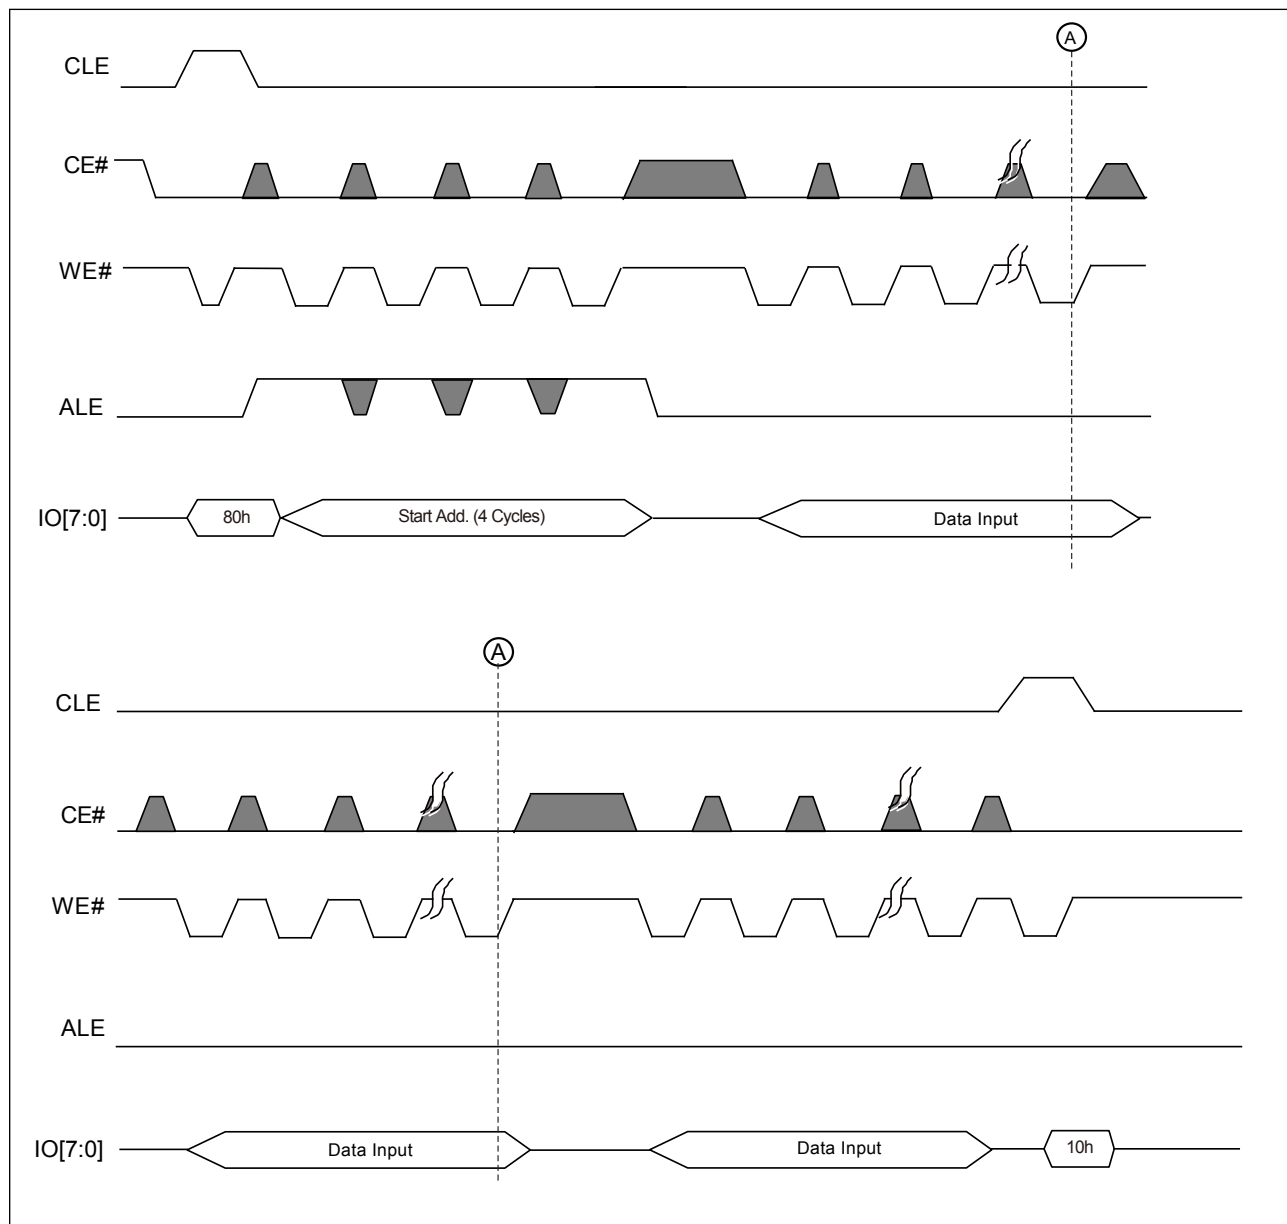 A
CLE
CE#
WE#
ALE
IO[7:0]
80h
Start Add. (4 Cycles)
Data Input
A
CLE
CE#
WE#
ALE
IO[7:0]
Data Input
Data Input
10h